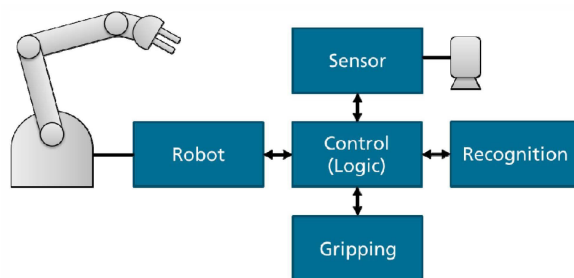 Sensor
Robot
Control
(Logic)
Recognition
Gripping